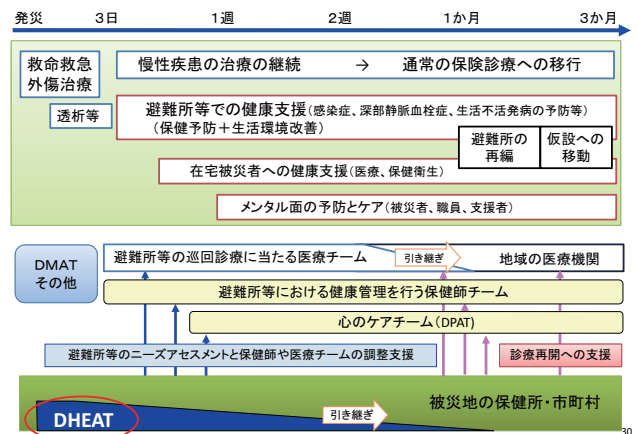 発災 3日 1週 2週 1か月 3か月
救命救急
外傷治療
慢性疾患の治療の継続 → 通常の保険診療への移行
透析等
避難所等での健康支援(感染症、深部静脈血栓症、生活不活発病の予防等)
(保健予防＋生活環境改善)
避難所の
再編
仮設への
移動
在宅被災者への健康支援(医療、保健衛生)
メンタル面の予防とケア(被災者、職員、支援者)
DMAT
その他
避難所等の巡回診療に当たる医療チーム
引き継ぎ
地域の医療機関
避難所等における健康管理を行う保健師チーム
心のケアチーム(DPAT)
避難所等のニーズアセスメントと保健師や医療チームの調整支援
診療再開への支援
被災地の保健所・市町村
DHEAT
引き継ぎ
30